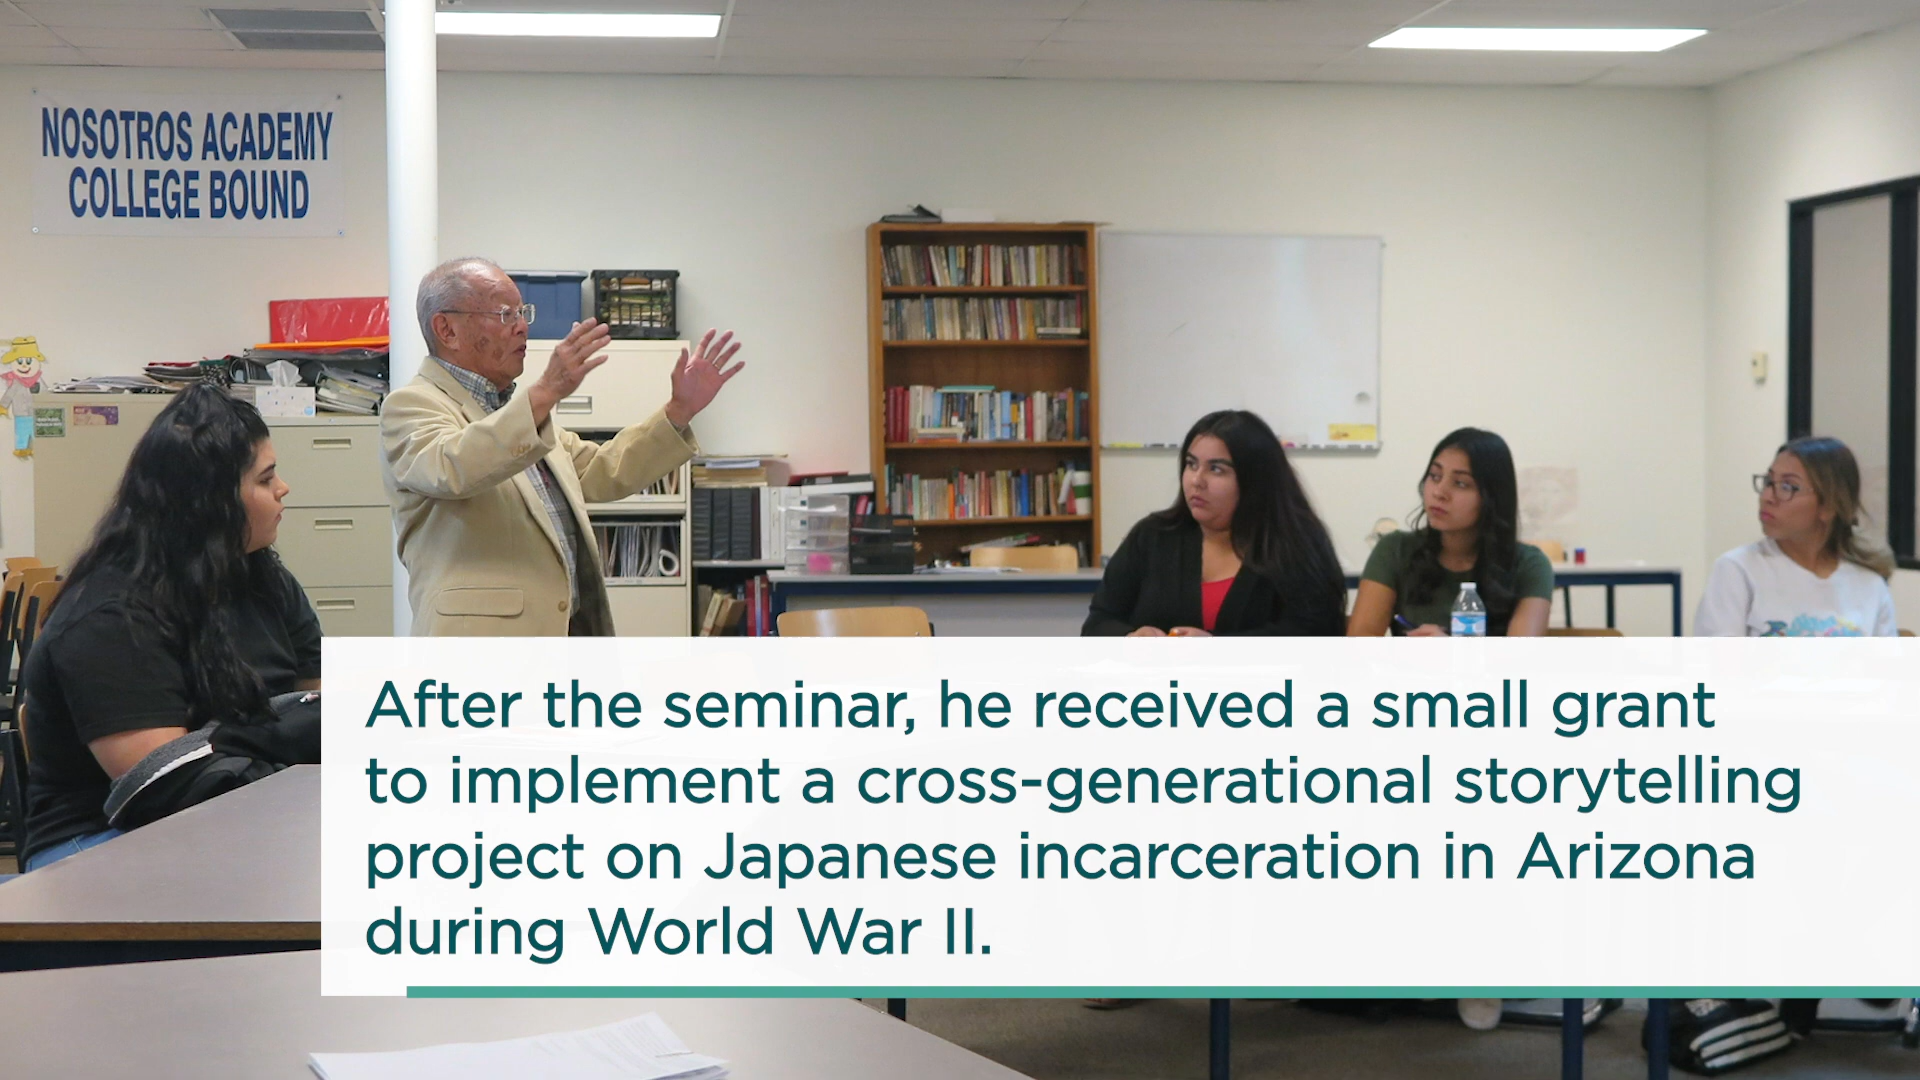 NOSOTROS ACADEMY
COLLEGE BOUND
After the seminar, he received a small grant
to implement a cross-generational storytelling
project on Japanese incarceration in Arizona
during World War II.